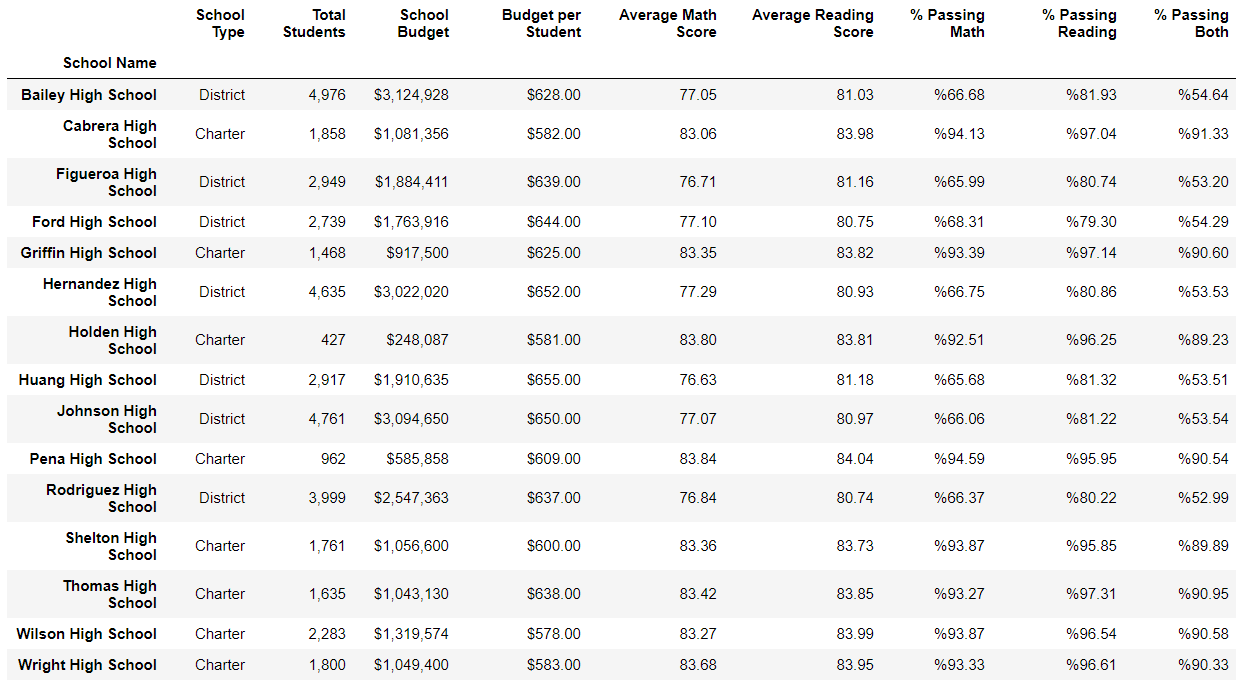 School Type Total Students School Budget Budget per Student Average Math Score Average Reading Score % Passing Math % Passing Reading % Passing Both
School Name
Bailey High School District 4,976 $3,124,928 $628.00 77.05 81.03 %66.68 %81.93 %54.64
Cabrera High School Charter 1,858 $1,081,356 $582.00 83.06 83.98 %94.13 %97.04 %91.33
Figueroa High School District 2,949 $1,884,411 $639.00 76.71 81.16 %65.99 %80.74 %53.20
Ford High School District 2,739 $1,763,916 $644.00 77.10 80.75 %68.31 %79.30 %54.29
Griffin High School Charter 1,468 $917,500 $625.00 83.35 83.82 %93.39 %97.14 %90.60
Hernandez High School District 4,635 $3,022,020 $652.00 77.29 80.93 %66.75 %80.86 %53.53
Holden High School Charter 427 $248,087 $581.00 83.80 83.81 %92.51 %96.25 %89.23
Huang High School District 2,917 $1,910,635 $655.00 76.63 81.18 %65.68 %81.32 %53.51
Johnson High School District 4,761 $3,094,650 $650.00 77.07 80.97 %66.06 %81.22 %53.54
Pena High School Charter 962 $585,858 $609.00 83.84 84.04 %94.59 %95.95 %90.54
Rodriguez High School District 3,999 $2,547,363 $637.00 76.84 80.74 %66.37 %80.22 %52.99
Shelton High School Charter 1,761 $1,056,600 $600.00 83.36 83.73 %93.87 %95.85 %89.89
Thomas High School Charter 1,635 $1,043,130 $638.00 83.42 83.85 %93.27 %97.31 %90.95
Wilson High School Charter 2,283 $1,319,574 $578.00 83.27 83.99 %93.87 %96.54 %90.58
Wright High School Charter 1,800 $1,049,400 $583.00 83.68 83.95 %93.33 %96.61 %90.33